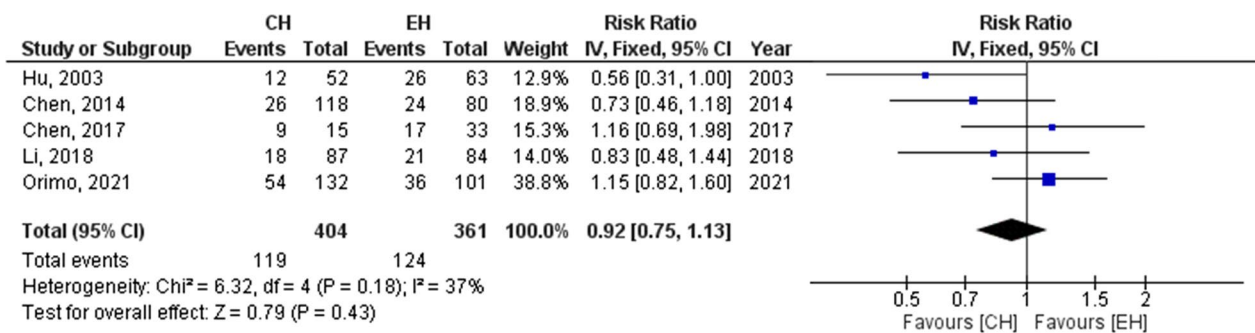 CH EH Risk Ratio Risk Ratio
Study or Subgroup Events Total Events Total Weight IV, Fixed, 95% CI Year IV, Fixed, 95% CI
Hu, 2003 12 52 26 63 12.9% 0.56 [0.31, 1.00] 2003
Chen, 2014 26 118 24 80 18.9% 0.73 [0.46, 1.18] 2014
Chen, 2017 9 15 17 33 15.3% 1.16 [0.69, 1.98] 2017
Li, 2018 18 87 21 84 14.0% 0.83 [0.48, 1.44] 2018
Orimo, 2021 54 132 36 101 38.8% 1.15 [0.82, 1.60] 2021
Total (95% CI) 404 361 100.0% 0.92 [0.75, 1.13]
Total events 119 124
Heterogeneity: Chi² = 6.32, df = 4 (P = 0.18); I² = 37%
Test for overall effect: Z = 0.79 (P = 0.43)
0.5 0.7 1 1.5 2
Favours [CH] Favours [EH]